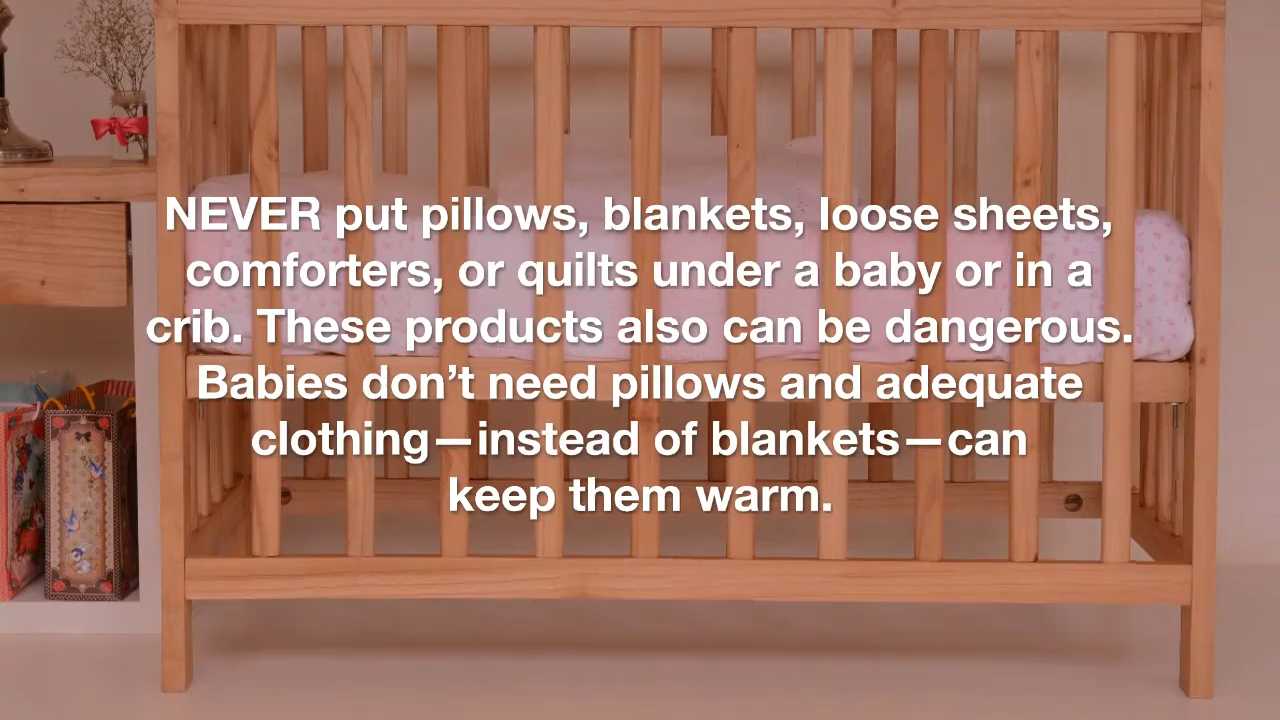 NEVER put pillows, blankets, loose sheets,
comforters, or quilts under a baby or in a
crib. These products also can be dangerous.
Babies don’t need pillows and adequate
clothing—instead of blankets—can
keep them warm.